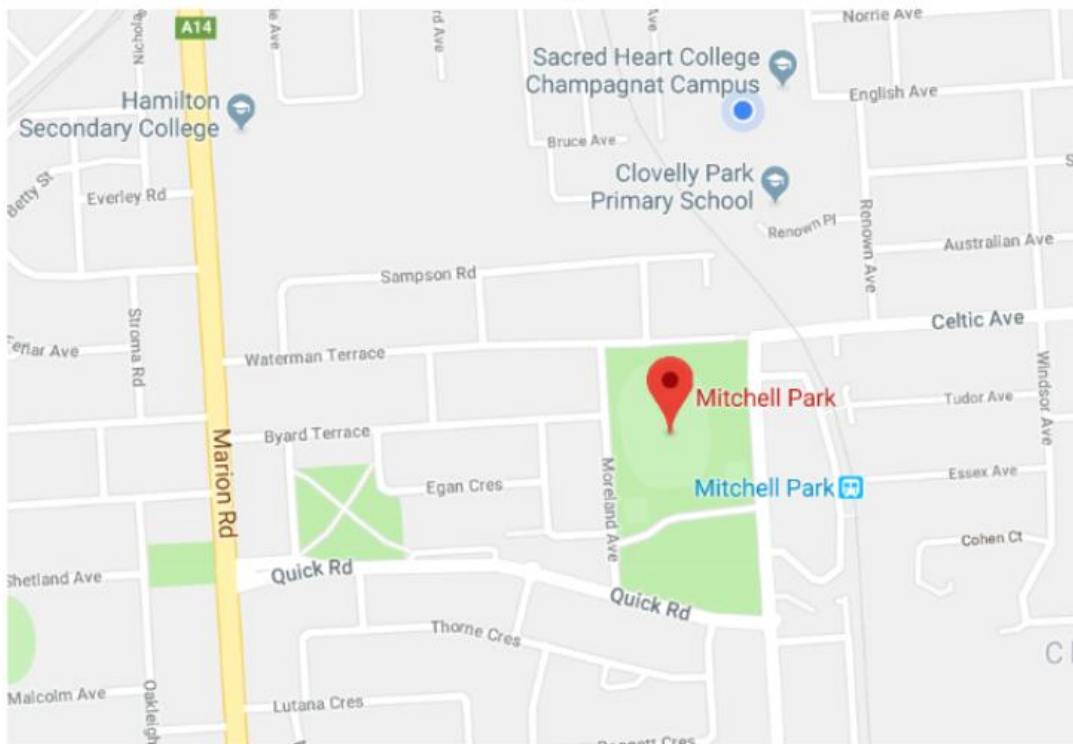 A14
Norrie Ave
Sacred Heart College
Champagnat Campus
English Ave
Hamilton
Secondary College
Bruce Ave
Clovelly Park
Primary School
Betty St
Everley Rd
Renown Pl
Renown Ave
Australian Ave
Sampson Rd
Stroma Rd
Celtic Ave
Waterman Terrace
Windsor Ave
Mitchell Park
Tudor Ave
Byard Terrace
Marion Rd
Moreland Ave
Egan Cres
Mitchell Park
Essex Ave
Cohen Ct
Shetland Ave
Quick Rd
Quick Rd
Thorne Cres
Malcolm Ave
Lutana Cres